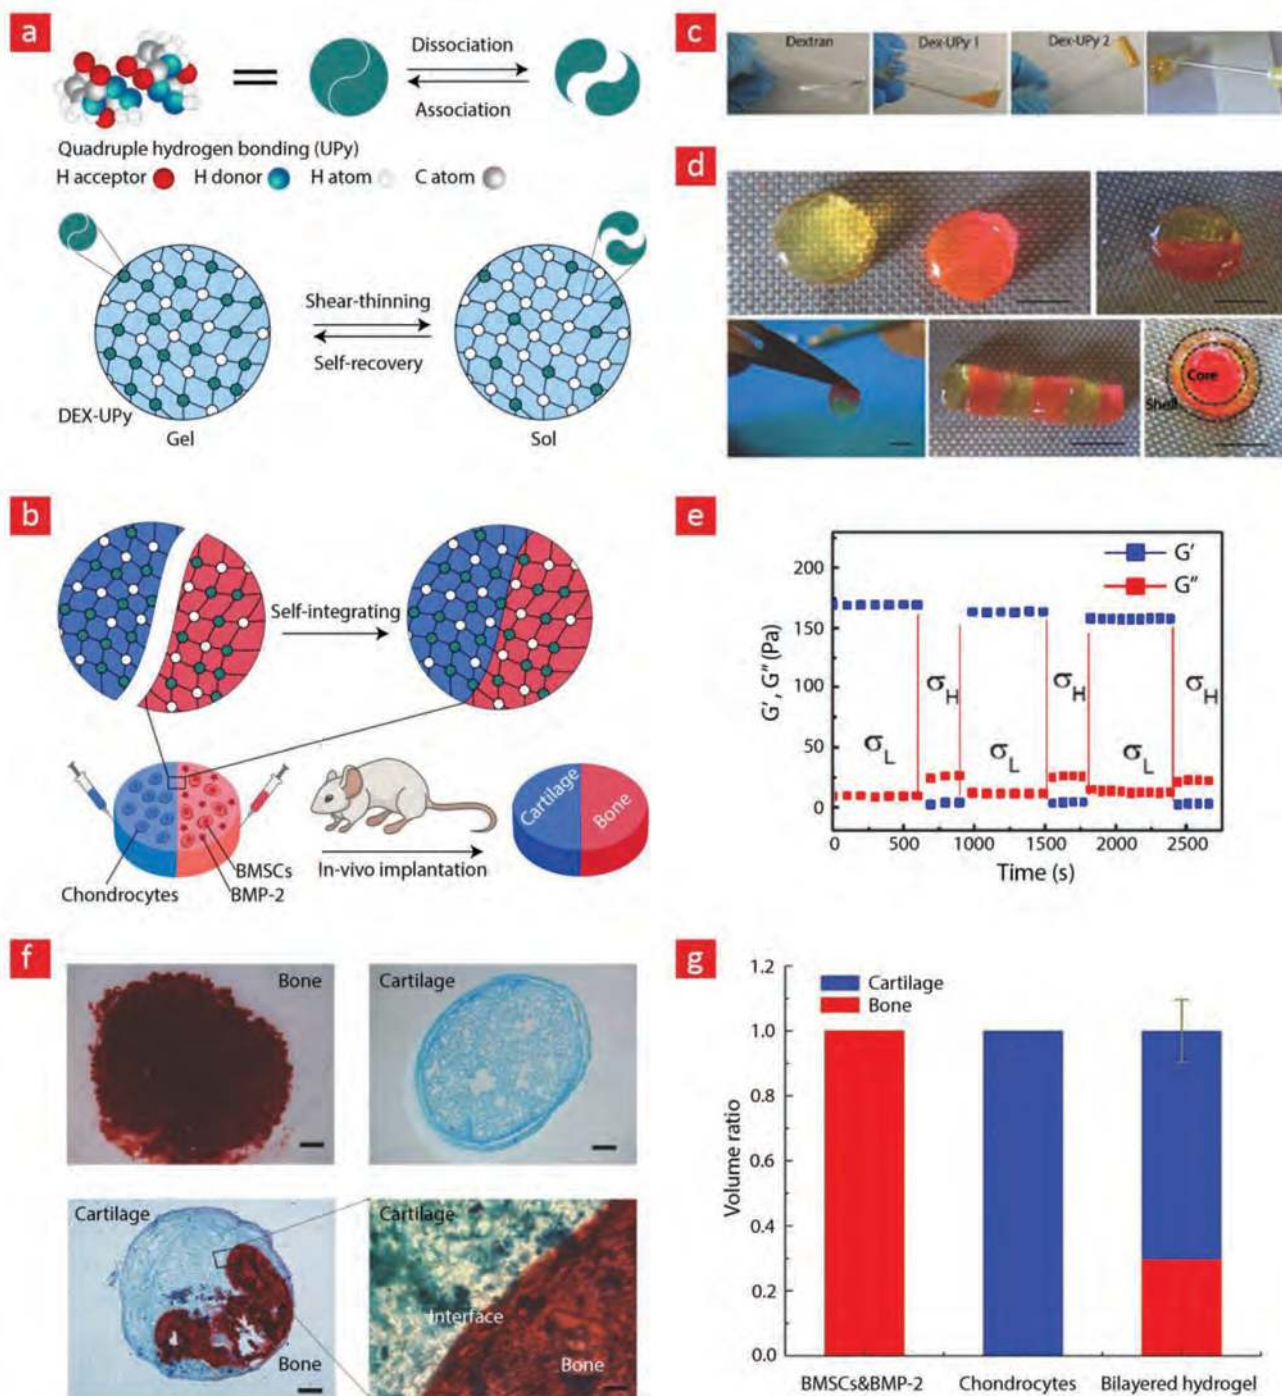 a
Dissociation
Association
Quadruple hydrogen bonding (UPy)
H acceptor H donor H atom C atom
Shear-thinning
Self-recovery
DEX-UPy
Gel
Sol
b
Self-integrating
Cartilage
Bone
In-vivo implantation
BMSCs
BMP-2
Chondrocytes
c
Dextran
Dex-UPy 1
Dex-UPy 2
d
Core
Shell
e
G'
G"
G', G" (Pa)
200
150
100
50
0
σL
σH
σL
σH
σL
σH
0 500 1000 1500 2000 2500
Time (s)
f
Bone
Cartilage
Cartilage
Bone
Cartilage
Interface
Bone
g
Cartilage
Bone
Volume ratio
1.2
1.0
0.8
0.6
0.4
0.2
0.0
BMSCs&BMP-2 Chondrocytes Bilayered hydrogel